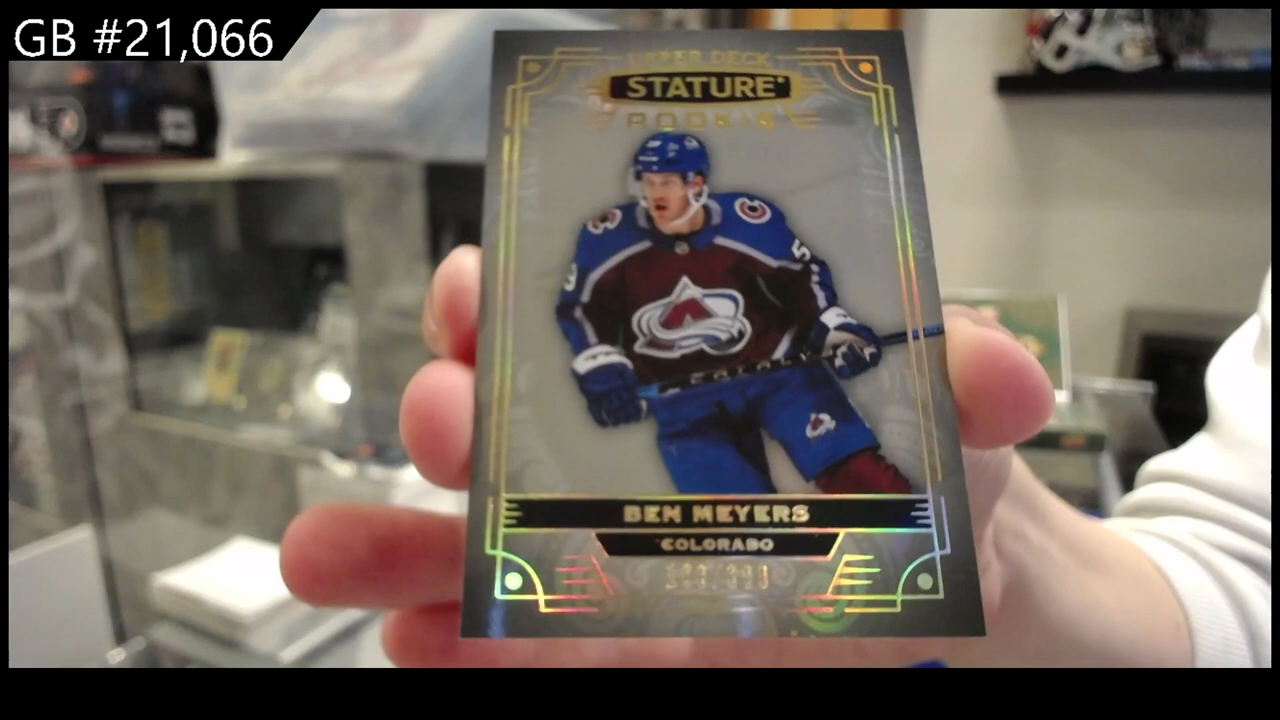 GB #21,066
UPPER DECK
STATURE
ROOKIE
BEN MEYERS
COLORADO